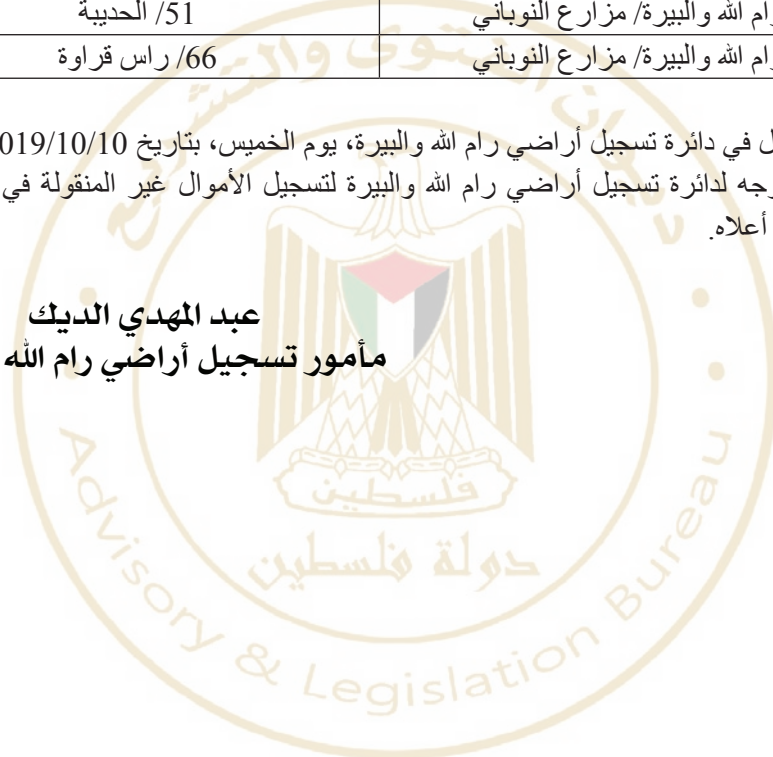 رام الله والبيرة/ مزارع النوباني 51/ الحديبة
رام الله والبيرة/ مزارع النوباني 66/ راس قراوة
في دائرة تسجيل أراضي رام الله والبيرة، يوم الخميس، بتاريخ 019/10/10
لدائرة تسجيل أراضي رام الله والبيرة لتسجيل الأموال غير المنقولة في
أعلاه.
عبد المهدي الديك
مأمور تسجيل أراضي رام الله
فلسطين
دولة فلسطين
Advisory & Legislation Bureau